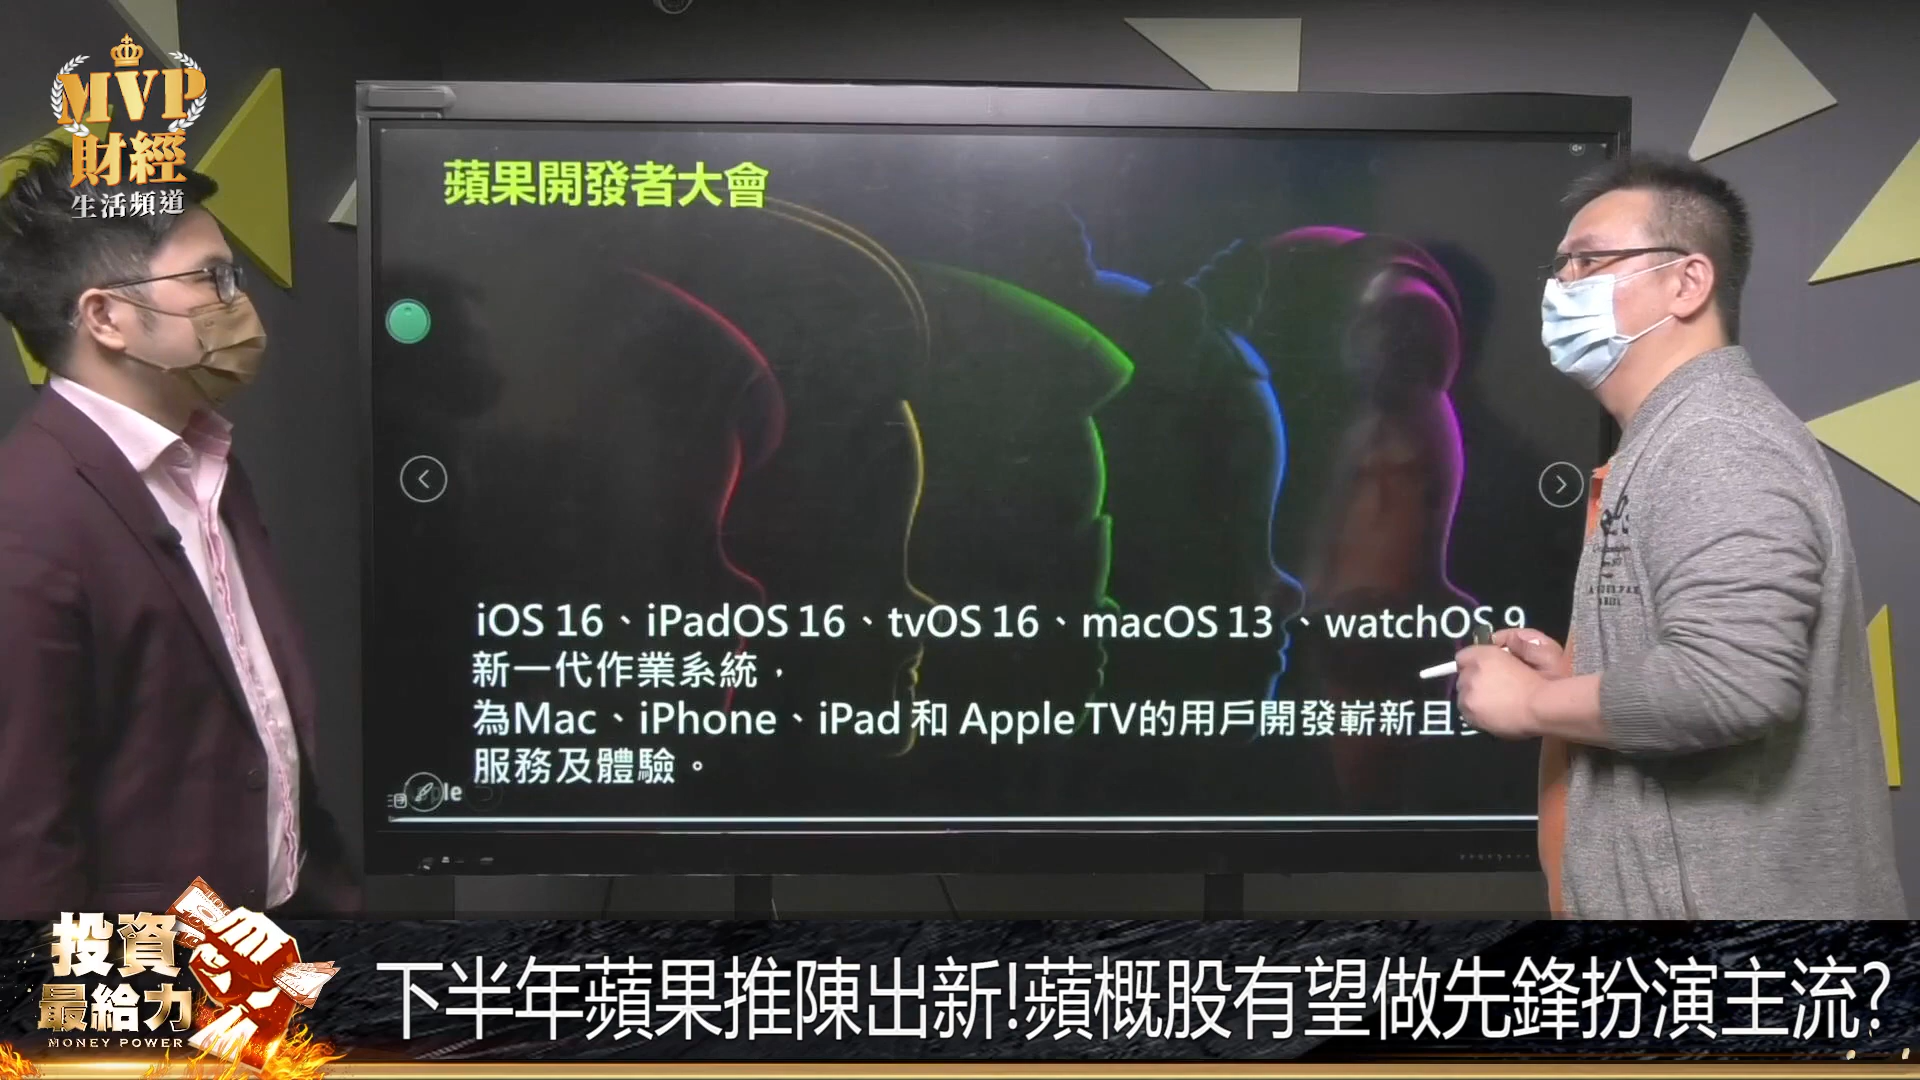 MVP
財經
生活頻道
蘋果開發者大會
iOS 16、iPadOS 16、tvOS 16、macOS 13、watchOS 9
新一代作業系統，
為Mac、iPhone、iPad 和 Apple TV的用戶開發嶄新且
服務及體驗。
投資
最給力
MONEY POWER
下半年蘋果推陳出新!蘋概股有望做先鋒扮演主流?